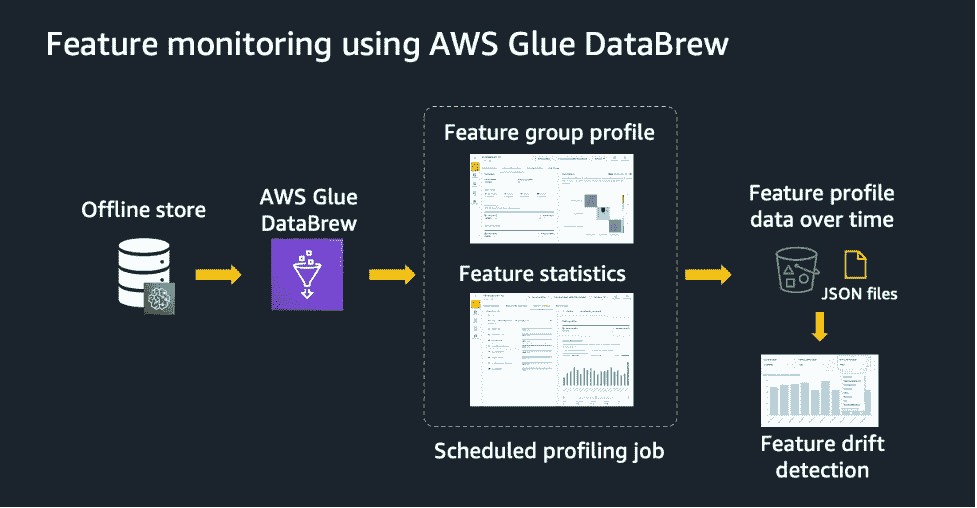 Feature monitoring using AWS Glue DataBrew
Offline store
AWS Glue
DataBrew
Feature group profile
Feature statistics
Scheduled profiling job
Feature profile
data over time
JSON files
Feature drift
detection